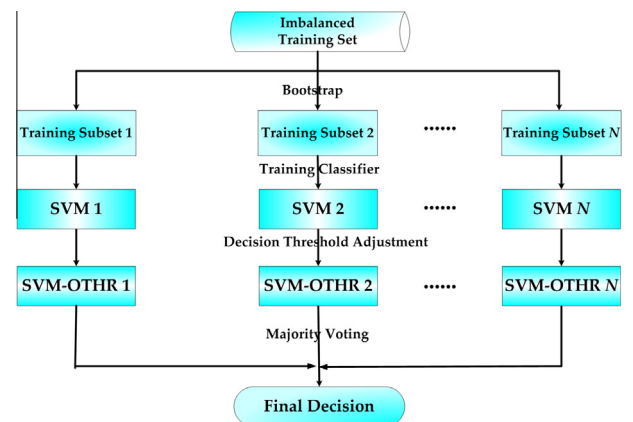 Imbalanced
Training Set
Bootstrap
Training Subset 1
Training Subset 2
......
Training Subset N
Training Classifier
SVM 1
SVM 2
......
SVM N
Decision Threshold Adjustment
SVM-OTHR 1
SVM-OTHR 2
......
SVM-OTHR N
Majority Voting
Final Decision